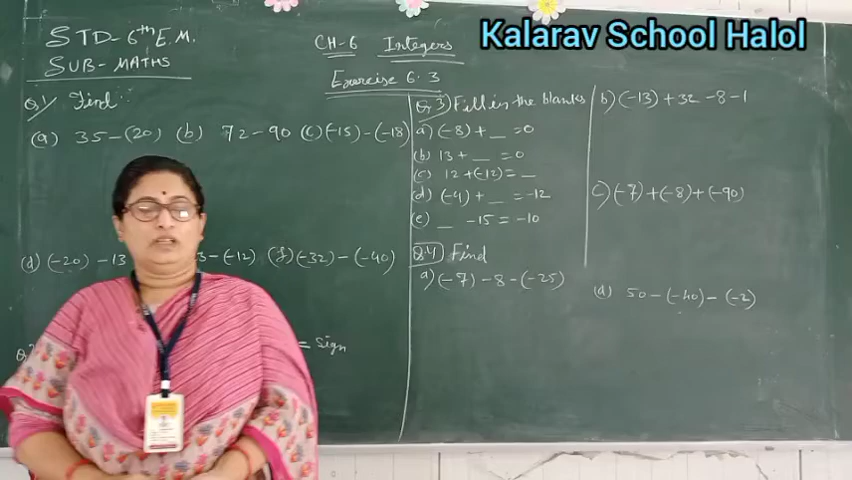 Kalarav School Halol
STD-6th E.M.
SUB-MATHS
CH-6 Integers
Exercise 6.3
Q.1 Find :
(a) 35-(20) (b) 72-90 (c) (-15)-(-18)
(d) (-20)-13 3-(-12) (f) (-32)-(-40)
= sign
Q.3 Fill in the blanks
a) (-8) + __ = 0
(b) 13 + __ = 0
(c) 12 + (-12) = __
(d) (-4) + __ = -12
(e) __ -15 = -10
Q.4 Find
a) (-7) - 8 - (-25)
b) (-13) + 32 - 8 - 1
c) (-7) + (-8) + (-90)
(d) 50 - (-40) - (-2)